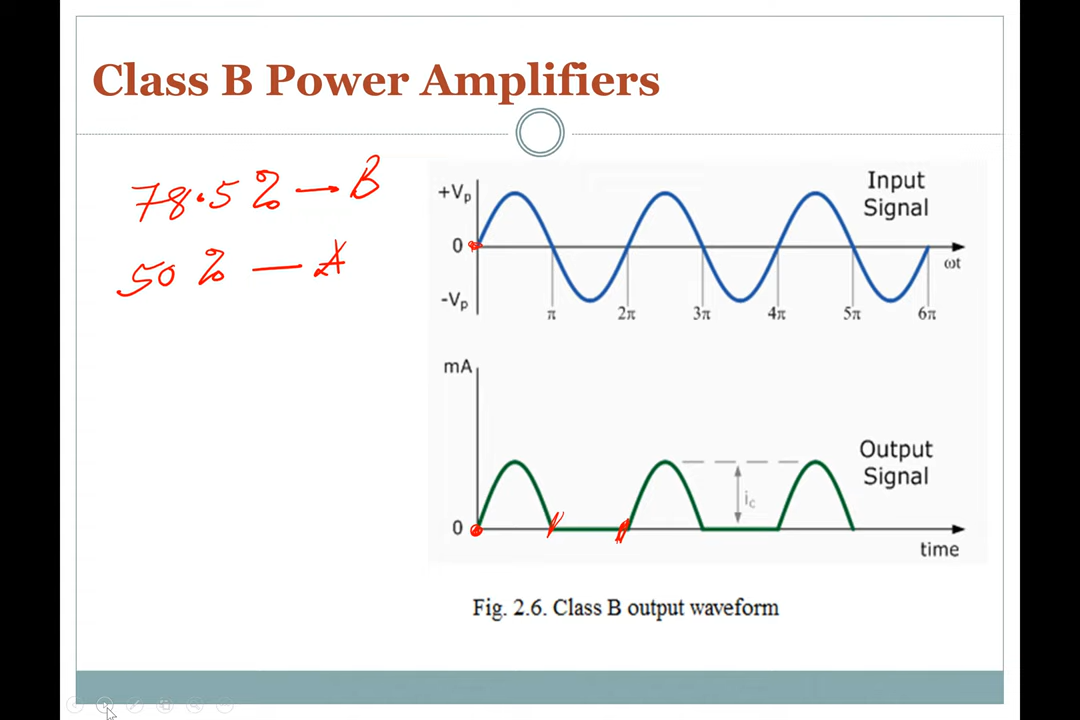 Class B Power Amplifiers
78.5% → B
50% — A
+Vp
0
-Vp
Input
Signal
ωt
π 2π 3π 4π 5π 6π
mA
0
Output
Signal
ic
time
Fig. 2.6. Class B output waveform